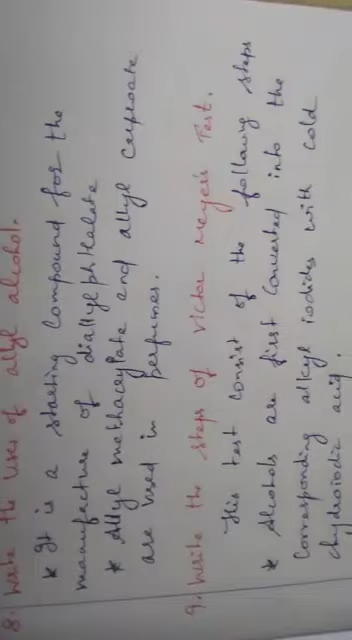 8. Write the uses of allyl alcohol.
* It is a starting compound for the
manufacture of diallylphthalate
* Allyl methacrylate and allyl caproate
are used in perfumes.
9. Write the steps of victor meyer's Test.
This test consist of the following steps
* Alcohols are first converted into the
corresponding alkyl iodides with cold
hydroiodic acid.